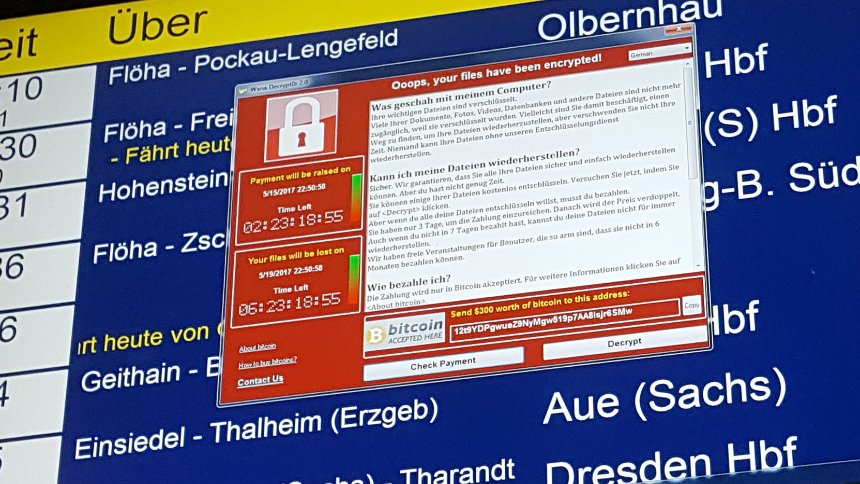 eit
Über
:10
Flöha - Pockau-Lengefeld
Olbernhau
1
Flöha - Frei
Hbf
30
- Fährt heut
Hohenstein
(S) Hbf
31
Flöha - Zsc
g-B. Süd
36
6
rt heute von
lbf
Geithain - B
4
Einsiedel - Thalheim (Erzgeb)
Aue (Sachs)
- Tharandt
Dresden Hbf
Wana Decrypt0r 2.0
Ooops, your files have been encrypted!
German
Payment will be raised on
5/15/2017 22:50:58
Time Left
02:23:18:55
Your files will be lost on
5/19/2017 22:50:58
Time Left
06:23:18:55
About bitcoin
How to buy bitcoins?
Contact Us
Was geschah mit meinem Computer?
Ihre wichtigen Dateien sind verschlüsselt.
Viele Ihrer Dokumente, Fotos, Videos, Datenbanken und andere Dateien sind nicht mehr
zugänglich, weil sie verschlüsselt wurden. Vielleicht sind Sie damit beschäftigt, einen
Weg zu finden, um Ihre Dateien wiederherzustellen, aber verschwenden Sie nicht Ihre
Zeit. Niemand kann Ihre Dateien ohne unseren Entschlüsselungsdienst
wiederherstellen.
Kann ich meine Dateien wiederherstellen?
Sicher. Wir garantieren, dass Sie alle Ihre Dateien sicher und einfach wiederherstellen
können. Aber du hast nicht genug Zeit.
Sie können einige Ihrer Dateien kostenlos entschlüsseln. Versuchen Sie jetzt, indem Sie
auf <Decrypt> klicken.
Aber wenn du alle deine Dateien entschlüsseln willst, musst du bezahlen.
Sie haben nur 3 Tage, um die Zahlung einzureichen. Danach wird der Preis verdoppelt.
Auch wenn du nicht in 7 Tagen bezahlt hast, kannst du deine Dateien nicht für immer
wiederherstellen.
Wir haben freie Veranstaltungen für Benutzer, die so arm sind, dass sie nicht in 6
Monaten bezahlen können.
Wie bezahle ich?
Die Zahlung wird nur in Bitcoin akzeptiert. Für weitere Informationen klicken Sie auf
<About bitcoin>.
bitcoin
ACCEPTED HERE
Send $300 worth of bitcoin to this address:
12t9YDPgwueZ9NyMgw519p7AA8isjr6SMw
Copy
Check Payment
Decrypt